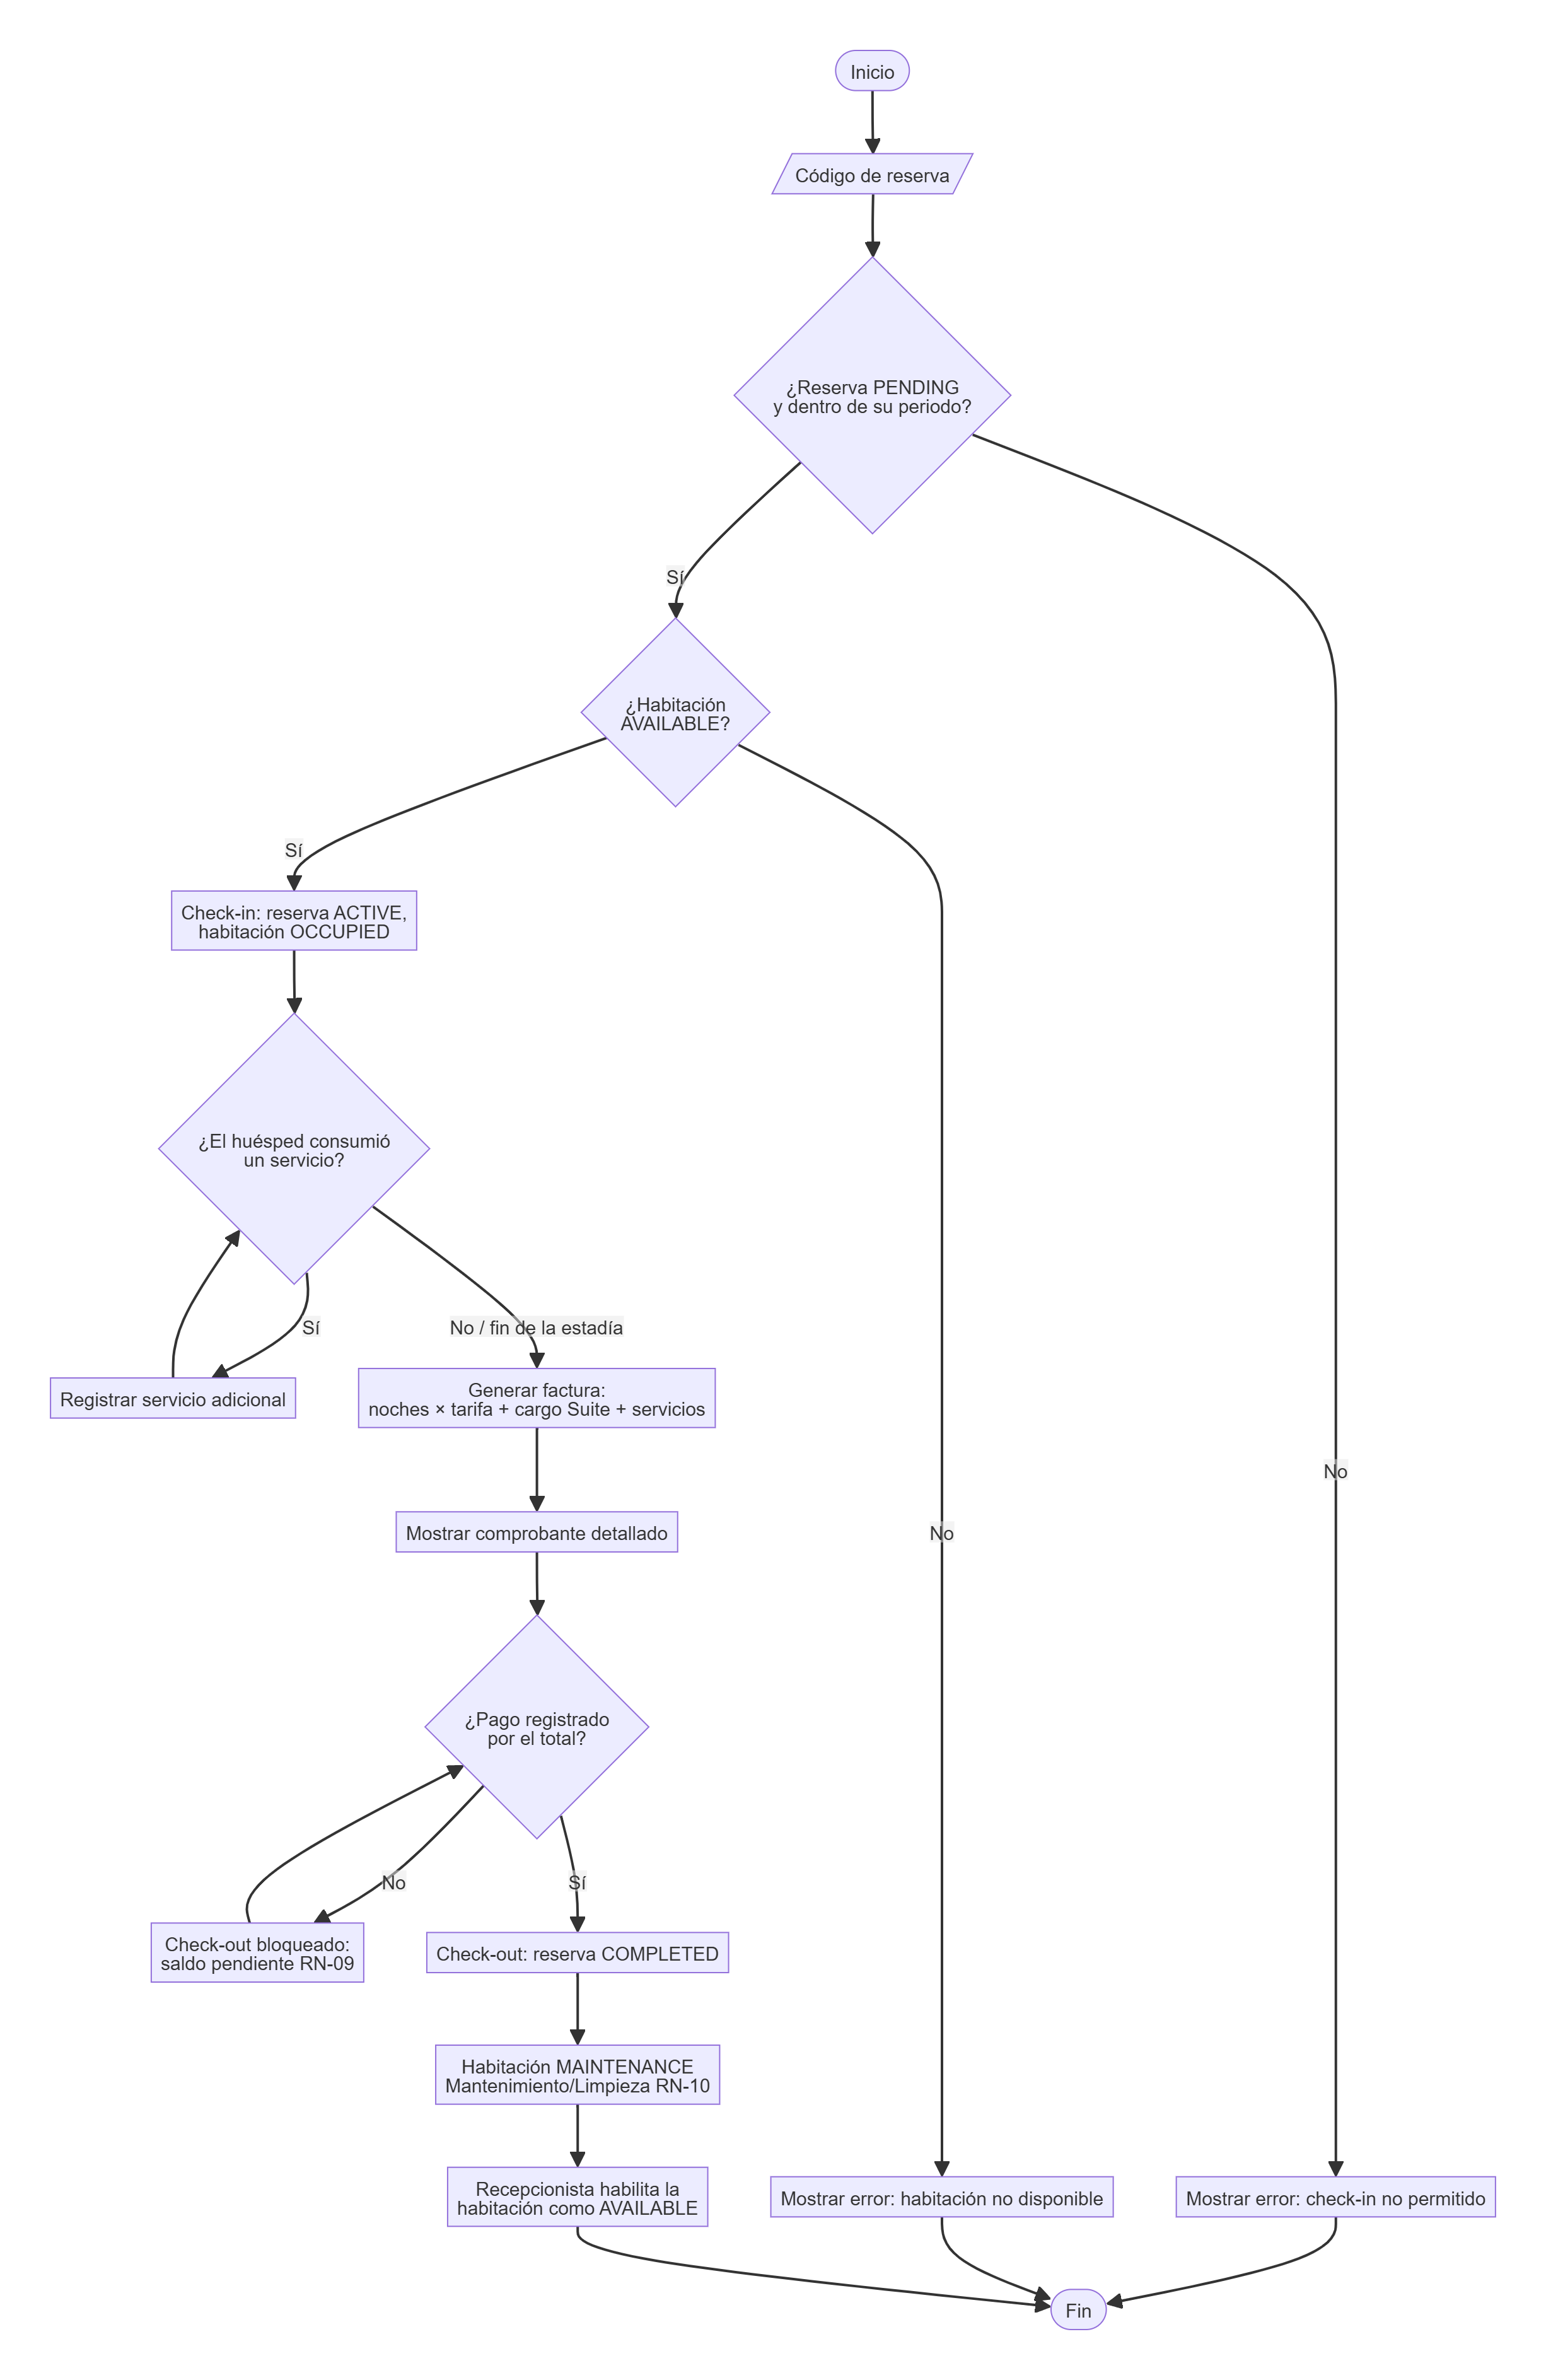 Inicio
Código de reserva
¿Reserva PENDING
y dentro de su periodo?
Sí
¿Habitación
AVAILABLE?
Sí
Check-in: reserva ACTIVE,
habitación OCCUPIED
¿El huésped consumió
un servicio?
Sí
No / fin de la estadía
Registrar servicio adicional
Generar factura:
noches × tarifa + cargo Suite + servicios
No
Mostrar comprobante detallado
No
¿Pago registrado
por el total?
No
Sí
Check-out bloqueado:
saldo pendiente RN-09
Check-out: reserva COMPLETED
Habitación MAINTENANCE
Mantenimiento/Limpieza RN-10
Recepcionista habilita la
habitación como AVAILABLE
Mostrar error: habitación no disponible
Mostrar error: check-in no permitido
Fin